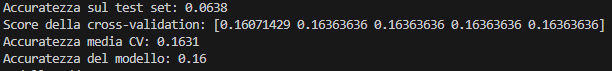 Accuratezza sul test set: 0.0638
Score della cross-validation: [0.16071429 0.16363636 0.16363636 0.16363636 0.16363636]
Accuratezza media CV: 0.1631
Accuratezza del modello: 0.16